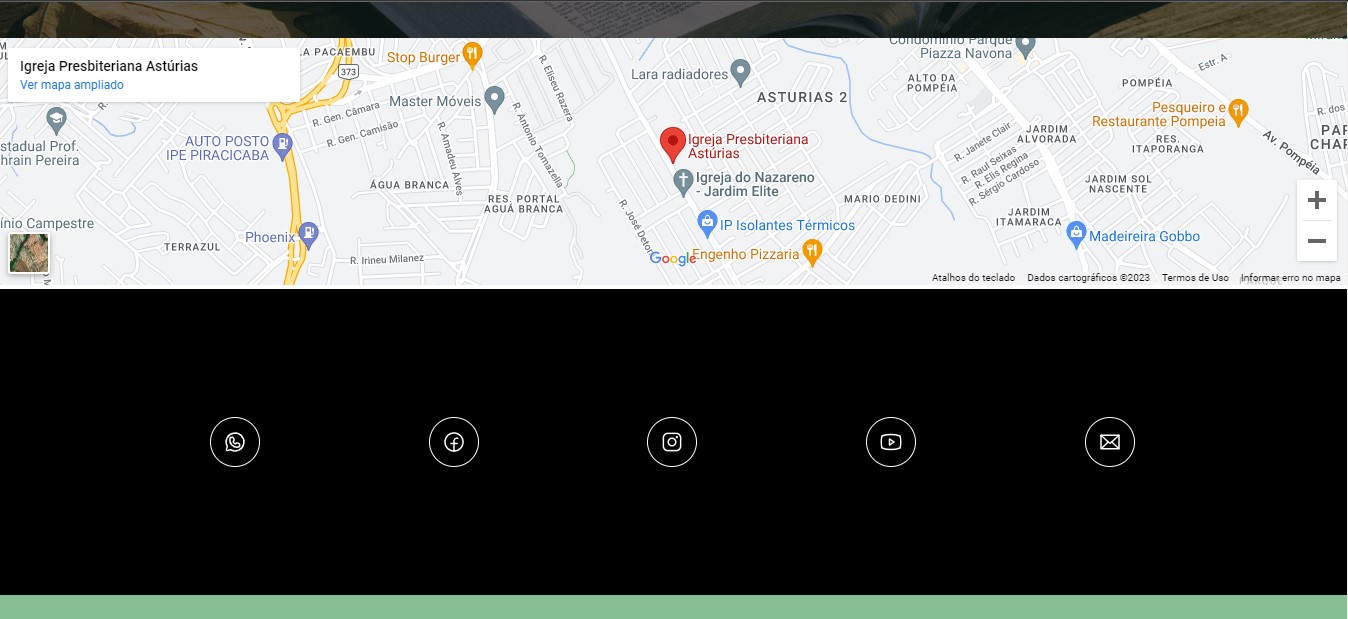 Igreja Presbiteriana Astúrias
Ver mapa ampliado
A PACAEMBU
373
Stop Burger
Master Móveis
R. Gen. Câmara
R. Gen. Camisão
R. Eliseu Razera
R. Antonio Tomazella
R. Amadeu Alves
Lara radiadores
ASTURIAS 2
Condomínio Parque
Piazza Navona
ALTO DA
POMPÉIA
POMPÉIA
Estr. A
Pesqueiro e
Restaurante Pompeia
R. dos
Av. Pompéia
stadual Prof.
hrain Pereira
AUTO POSTO
IPE PIRACICABA
Igreja Presbiteriana
Astúrias
Igreja do Nazareno
- Jardim Elite
JARDIM
ALVORADA
RES.
ITAPORANGA
R. Janete Clair
R. Raul Seixas
R. Elis Regina
R. Sérgio Cardoso
ÁGUA BRANCA
RES. PORTAL
AGUÁ BRANCA
MARIO DEDINI
JARDIM SOL
NASCENTE
JARDIM
ITAMARACA
R. José Detoni
ínio Campestre
TERRAZUL
Phoenix
R. Irineu Milanez
IP Isolantes Térmicos
Engenho Pizzaria
Madeireira Gobbo
Google
Atalhos do teclado
Dados cartográficos ©2023
Termos de Uso
Informar erro no mapa